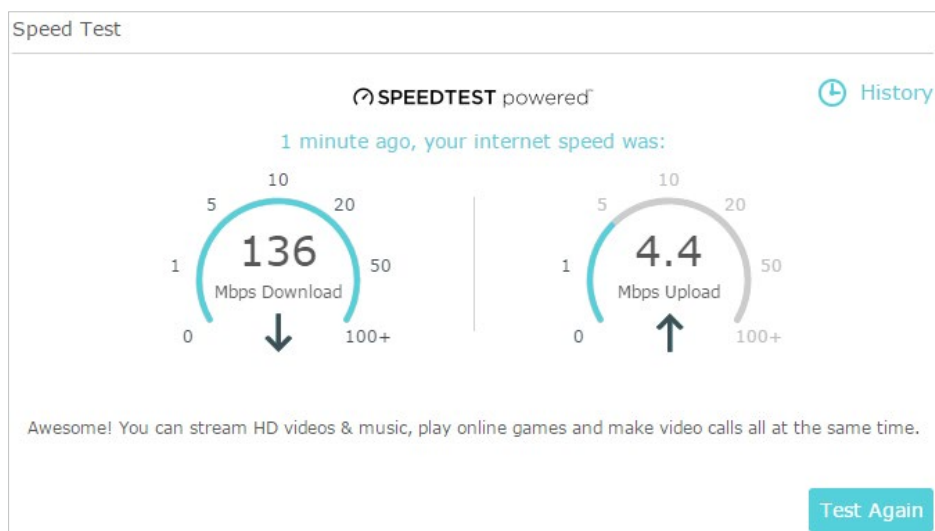 Speed Test
SPEEDTEST powered
History
1 minute ago, your internet speed was:
10
5 20
136
1 50
Mbps Download
0 100+
10
5 20
4.4
1 50
Mbps Upload
0 100+
Awesome! You can stream HD videos & music, play online games and make video calls all at the same time.
Test Again